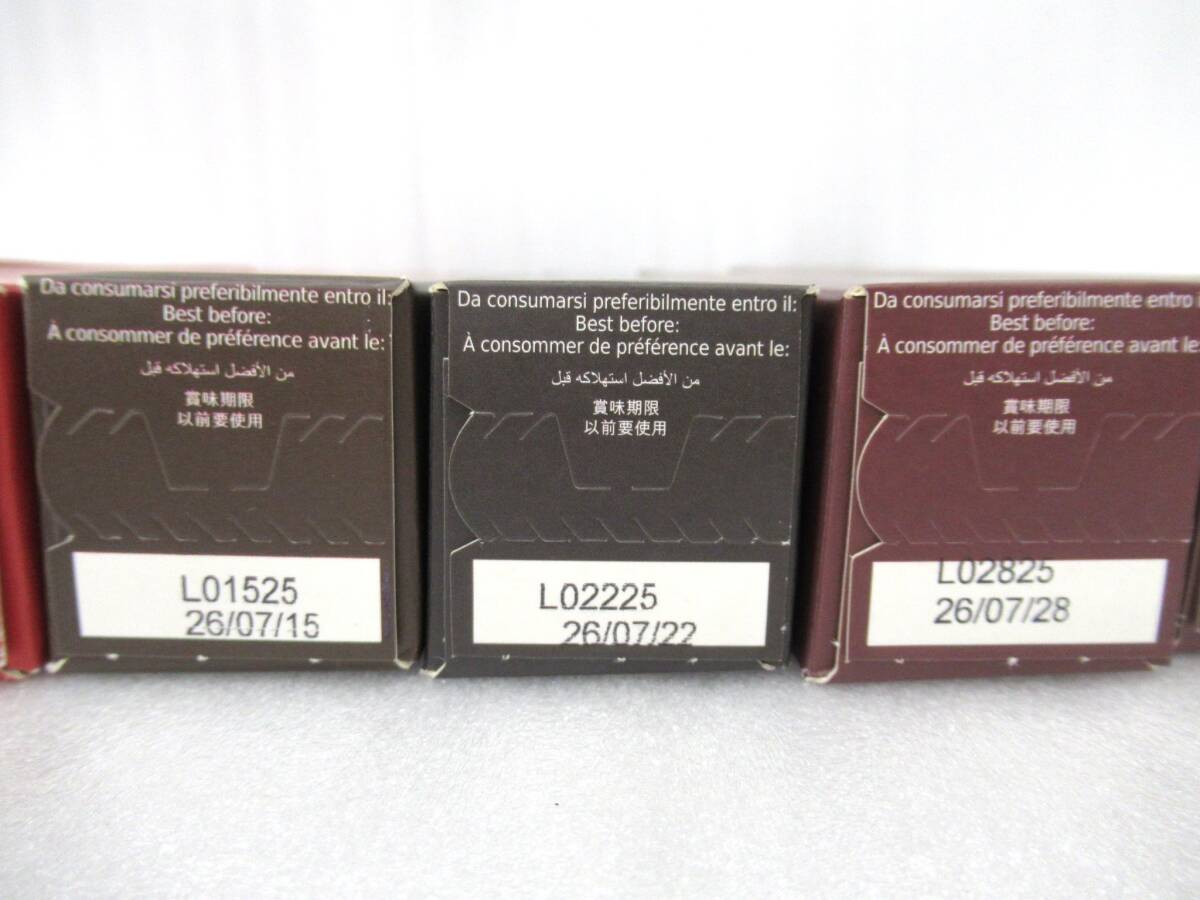 Da consumarsi preferibilmente entro il:
Best before:
À consommer de préférence avant le:
من الأفضل استهلاكه قبل
賞味期限
以前要使用
L01525
26/07/15
Da consumarsi preferibilmente entro il:
Best before:
À consommer de préférence avant le:
من الأفضل استهلاكه قبل
賞味期限
以前要使用
L02225
26/07/22
Da consumarsi preferibilmente entro
Best before:
À consommer de préférence avant le:
من الأفضل استهلاكه قبل
賞味期限
以前要使用
L02825
26/07/28